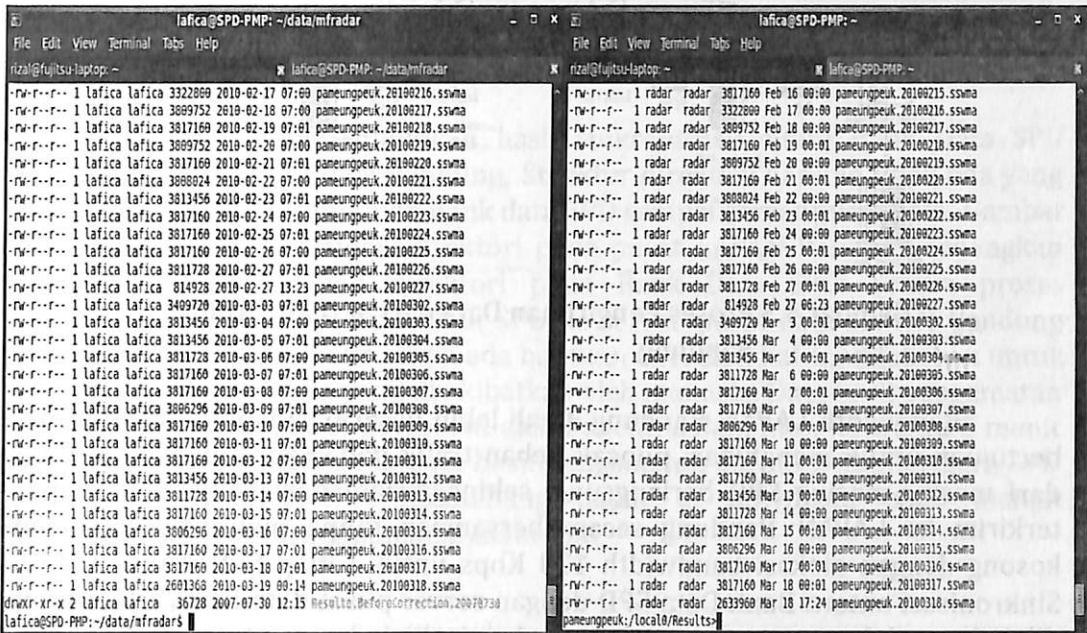 lafica@SPD-PMP: ~/data/mfradar
File Edit View Terminal Tabs Help
rizal@fujitsu-laptop: ~
lafica@SPD-PMP: ~/data/mfradar
-rw-r--r-- 1 lafica lafica 3322800 2010-02-17 07:00 pameungpeuk.20100216.sswma
-rw-r--r-- 1 lafica lafica 3809752 2010-02-18 07:00 pameungpeuk.20100217.sswma
-rw-r--r-- 1 lafica lafica 3817160 2010-02-19 07:01 pameungpeuk.20100218.sswma
-rw-r--r-- 1 lafica lafica 3809752 2010-02-20 07:00 pameungpeuk.20100219.sswma
-rw-r--r-- 1 lafica lafica 3817160 2010-02-21 07:01 pameungpeuk.20100220.sswma
-rw-r--r-- 1 lafica lafica 3808024 2010-02-22 07:00 pameungpeuk.20100221.sswma
-rw-r--r-- 1 lafica lafica 3813456 2010-02-23 07:01 pameungpeuk.20100222.sswma
-rw-r--r-- 1 lafica lafica 3817160 2010-02-24 07:00 pameungpeuk.20100223.sswma
-rw-r--r-- 1 lafica lafica 3817160 2010-02-25 07:01 pameungpeuk.20100224.sswma
-rw-r--r-- 1 lafica lafica 3817160 2010-02-26 07:00 pameungpeuk.20100225.sswma
-rw-r--r-- 1 lafica lafica 3811728 2010-02-27 07:01 pameungpeuk.20100226.sswma
-rw-r--r-- 1 lafica lafica 814928 2010-02-27 13:23 pameungpeuk.20100227.sswma
-rw-r--r-- 1 lafica lafica 3409720 2010-03-03 07:01 pameungpeuk.20100302.sswma
-rw-r--r-- 1 lafica lafica 3813456 2010-03-04 07:00 pameungpeuk.20100303.sswma
-rw-r--r-- 1 lafica lafica 3813456 2010-03-05 07:01 pameungpeuk.20100304.sswma
-rw-r--r-- 1 lafica lafica 3811728 2010-03-06 07:00 pameungpeuk.20100305.sswma
-rw-r--r-- 1 lafica lafica 3817160 2010-03-07 07:01 pameungpeuk.20100306.sswma
-rw-r--r-- 1 lafica lafica 3817160 2010-03-08 07:00 pameungpeuk.20100307.sswma
-rw-r--r-- 1 lafica lafica 3806296 2010-03-09 07:01 pameungpeuk.20100308.sswma
-rw-r--r-- 1 lafica lafica 3817160 2010-03-10 07:00 pameungpeuk.20100309.sswma
-rw-r--r-- 1 lafica lafica 3817160 2010-03-11 07:01 pameungpeuk.20100310.sswma
-rw-r--r-- 1 lafica lafica 3817160 2010-03-12 07:00 pameungpeuk.20100311.sswma
-rw-r--r-- 1 lafica lafica 3813456 2010-03-13 07:01 pameungpeuk.20100312.sswma
-rw-r--r-- 1 lafica lafica 3811728 2010-03-14 07:00 pameungpeuk.20100313.sswma
-rw-r--r-- 1 lafica lafica 3817160 2010-03-15 07:01 pameungpeuk.20100314.sswma
-rw-r--r-- 1 lafica lafica 3806296 2010-03-16 07:00 pameungpeuk.20100315.sswma
-rw-r--r-- 1 lafica lafica 3817160 2010-03-17 07:01 pameungpeuk.20100316.sswma
-rw-r--r-- 1 lafica lafica 3817160 2010-03-18 07:01 pameungpeuk.20100317.sswma
-rw-r--r-- 1 lafica lafica 2601368 2010-03-19 00:14 pameungpeuk.20100318.sswma
drwxr-xr-x 2 lafica lafica 36728 2007-07-30 12:15 Results.BeforeCorrection.20070730
lafica@SPD-PMP:~/data/mfradar$
lafica@SPD-PMP: ~
File Edit View Terminal Tabs Help
rizal@fujitsu-laptop: ~
lafica@SPD-PMP: ~
-rw-r--r-- 1 radar radar 3817160 Feb 16 00:00 pameungpeuk.20100215.sswma
-rw-r--r-- 1 radar radar 3322800 Feb 17 00:00 pameungpeuk.20100216.sswma
-rw-r--r-- 1 radar radar 3809752 Feb 18 00:00 pameungpeuk.20100217.sswma
-rw-r--r-- 1 radar radar 3817160 Feb 19 00:01 pameungpeuk.20100218.sswma
-rw-r--r-- 1 radar radar 3809752 Feb 20 00:00 pameungpeuk.20100219.sswma
-rw-r--r-- 1 radar radar 3817160 Feb 21 00:01 pameungpeuk.20100220.sswma
-rw-r--r-- 1 radar radar 3808024 Feb 22 00:00 pameungpeuk.20100221.sswma
-rw-r--r-- 1 radar radar 3813456 Feb 23 00:01 pameungpeuk.20100222.sswma
-rw-r--r-- 1 radar radar 3817160 Feb 24 00:00 pameungpeuk.20100223.sswma
-rw-r--r-- 1 radar radar 3817160 Feb 25 00:01 pameungpeuk.20100224.sswma
-rw-r--r-- 1 radar radar 3817160 Feb 26 00:00 pameungpeuk.20100225.sswma
-rw-r--r-- 1 radar radar 3811728 Feb 27 00:01 pameungpeuk.20100226.sswma
-rw-r--r-- 1 radar radar 814928 Feb 27 06:23 pameungpeuk.20100227.sswma
-rw-r--r-- 1 radar radar 3409720 Mar 3 00:01 pameungpeuk.20100302.sswma
-rw-r--r-- 1 radar radar 3813456 Mar 4 00:00 pameungpeuk.20100303.sswma
-rw-r--r-- 1 radar radar 3813456 Mar 5 00:01 pameungpeuk.20100304.sswma
-rw-r--r-- 1 radar radar 3811728 Mar 6 00:00 pameungpeuk.20100305.sswma
-rw-r--r-- 1 radar radar 3817160 Mar 7 00:01 pameungpeuk.20100306.sswma
-rw-r--r-- 1 radar radar 3817160 Mar 8 00:00 pameungpeuk.20100307.sswma
-rw-r--r-- 1 radar radar 3806296 Mar 9 00:01 pameungpeuk.20100308.sswma
-rw-r--r-- 1 radar radar 3817160 Mar 10 00:00 pameungpeuk.20100309.sswma
-rw-r--r-- 1 radar radar 3817160 Mar 11 00:01 pameungpeuk.20100310.sswma
-rw-r--r-- 1 radar radar 3817160 Mar 12 00:00 pameungpeuk.20100311.sswma
-rw-r--r-- 1 radar radar 3813456 Mar 13 00:01 pameungpeuk.20100312.sswma
-rw-r--r-- 1 radar radar 3811728 Mar 14 00:00 pameungpeuk.20100313.sswma
-rw-r--r-- 1 radar radar 3817160 Mar 15 00:01 pameungpeuk.20100314.sswma
-rw-r--r-- 1 radar radar 3806296 Mar 16 00:00 pameungpeuk.20100315.sswma
-rw-r--r-- 1 radar radar 3817160 Mar 17 00:01 pameungpeuk.20100316.sswma
-rw-r--r-- 1 radar radar 3817160 Mar 18 00:01 pameungpeuk.20100317.sswma
-rw-r--r-- 1 radar radar 2633960 Mar 18 17:24 pameungpeuk.20100318.sswma
pameungpeuk:/local0/Results>